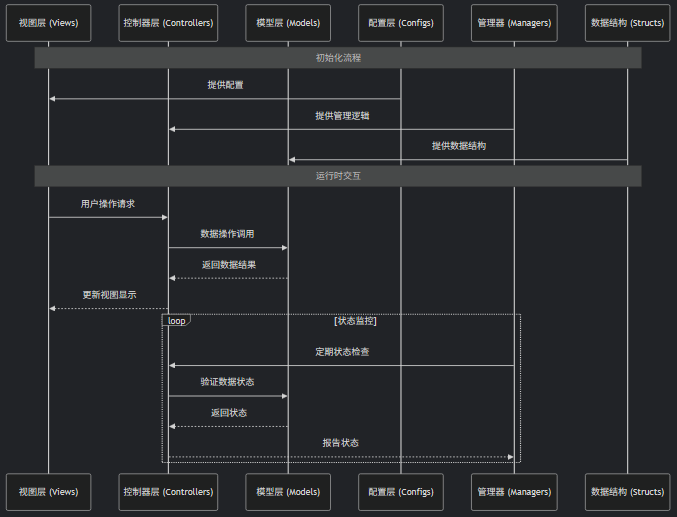 视图层 (Views)
控制器层 (Controllers)
模型层 (Models)
配置层 (Configs)
管理器 (Managers)
数据结构 (Structs)
初始化流程
提供配置
提供管理逻辑
提供数据结构
运行时交互
用户操作请求
数据操作调用
返回数据结果
更新视图显示
loop
[状态监控]
定期状态检查
验证数据状态
返回状态
报告状态
视图层 (Views)
控制器层 (Controllers)
模型层 (Models)
配置层 (Configs)
管理器 (Managers)
数据结构 (Structs)